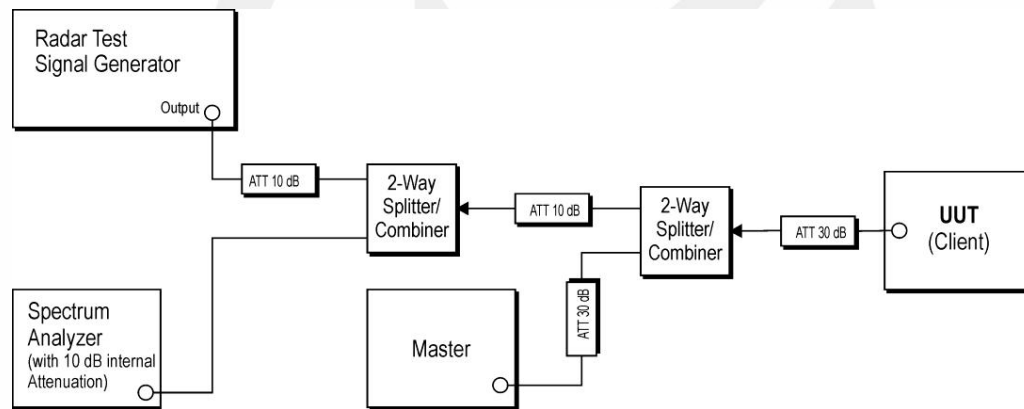 Radar Test
Signal Generator
Output
ATT 10 dB
2-Way
Splitter/
Combiner
ATT 10 dB
2-Way
Splitter/
Combiner
ATT 30 dB
UUT
(Client)
Spectrum
Analyzer
(with 10 dB internal
Attenuation)
Master
ATT 30 dB